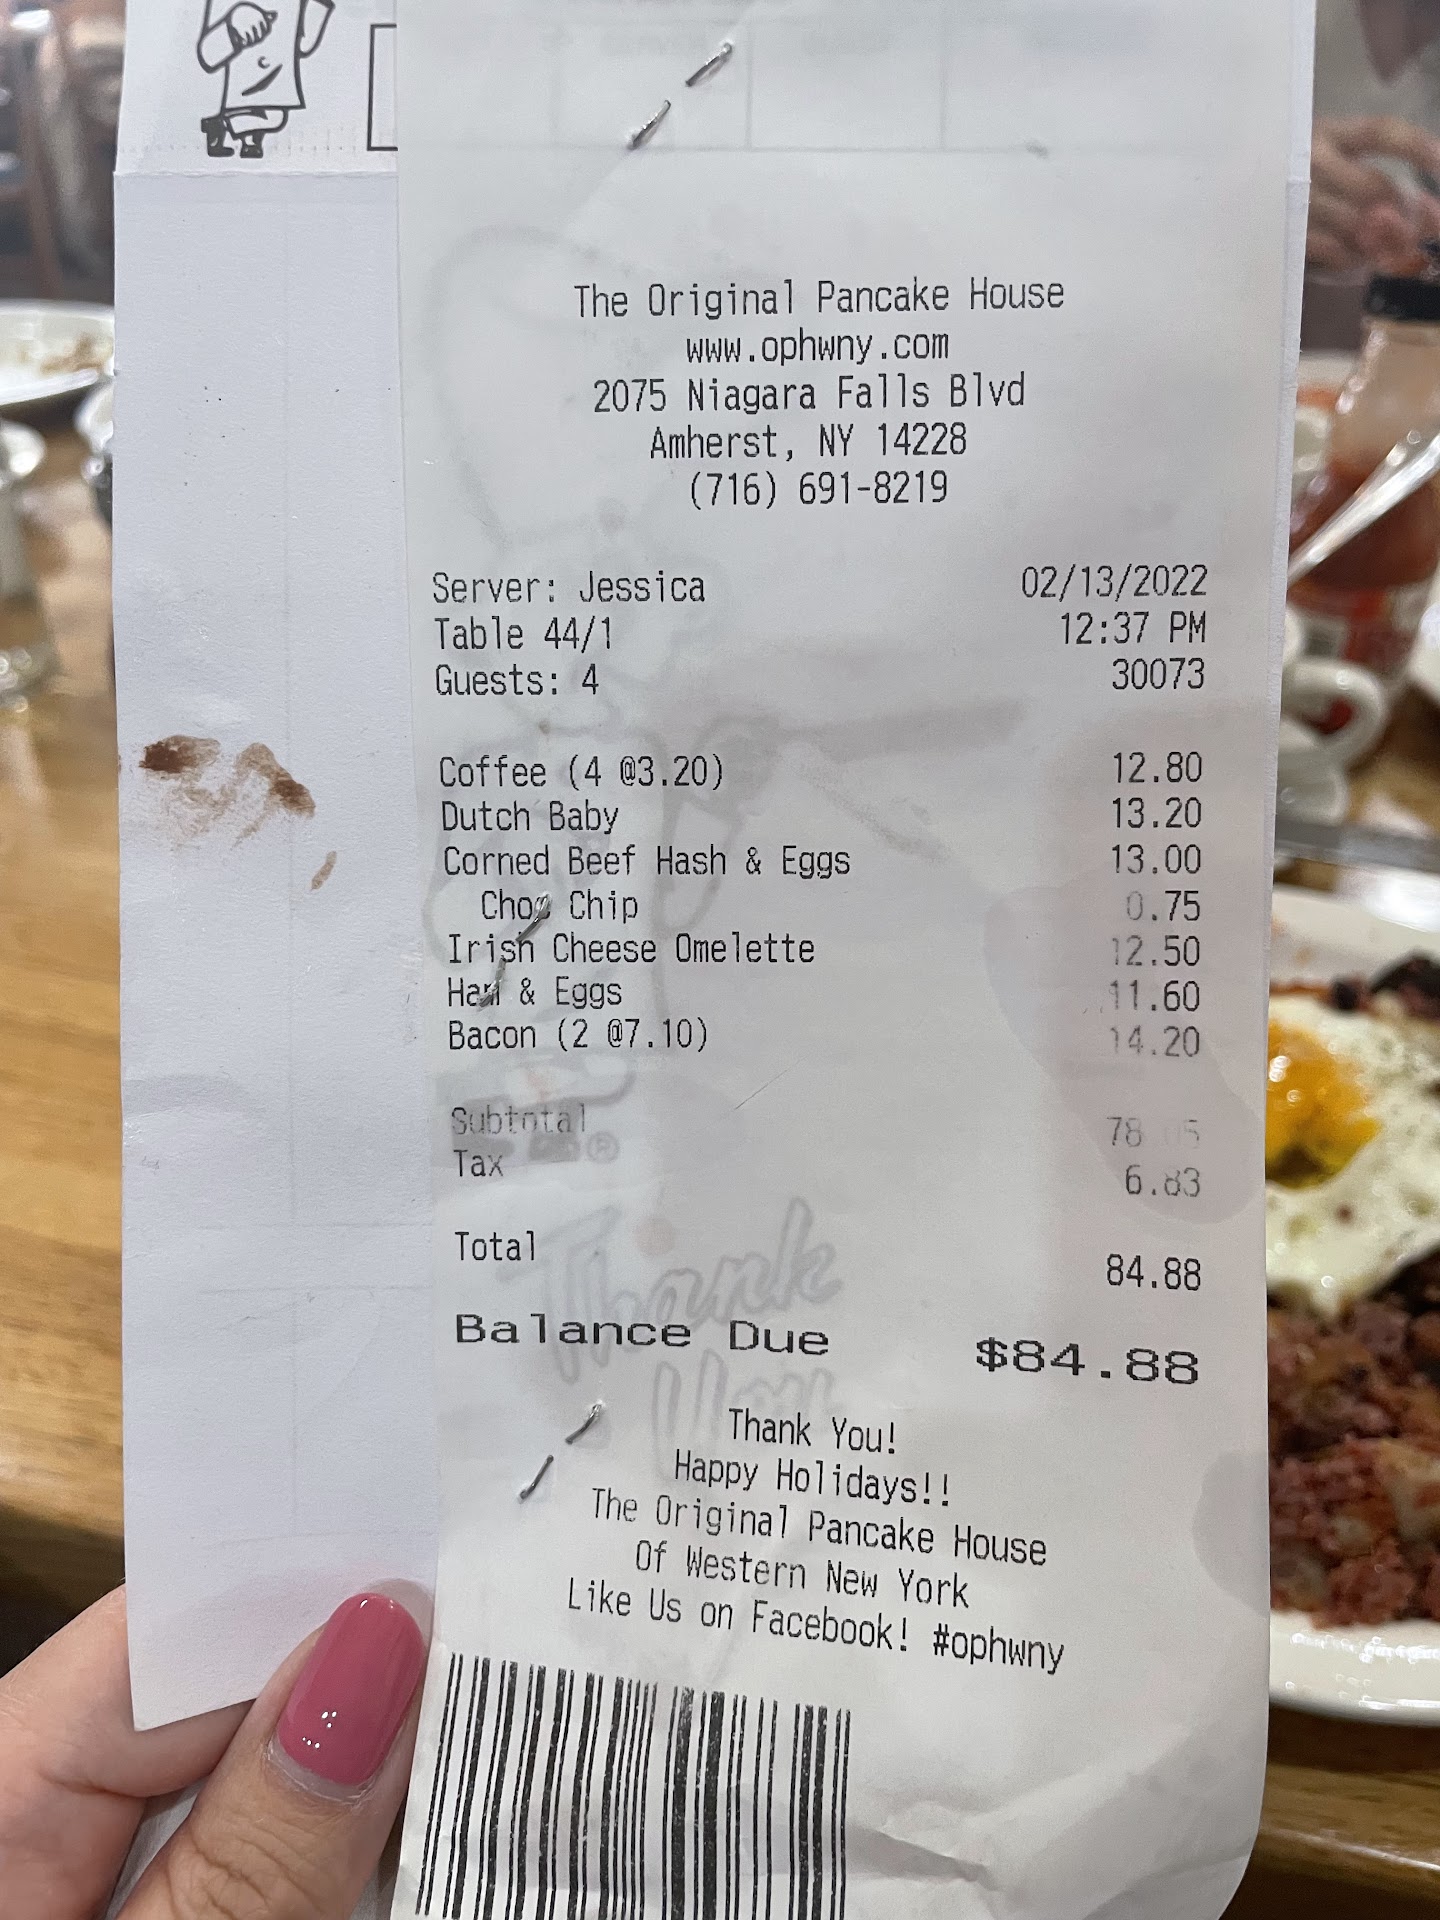 The Original Pancake House
www.ophwny.com
2075 Niagara Falls Blvd
Amherst, NY 14228
(716) 691-8219
Server: Jessica 02/13/2022
Table 44/1 12:37 PM
Guests: 4 30073
Coffee (4 @3.20) 12.80
Dutch Baby 13.20
Corned Beef Hash & Eggs 13.00
Choc Chip 0.75
Irish Cheese Omelette 12.50
Ham & Eggs 11.60
Bacon (2 @7.10) 14.20
Subtotal 78.05
Tax 6.83
Total 84.88
Balance Due $84.88
Thank You!
Happy Holidays!!
The Original Pancake House
Of Western New York
Like Us on Facebook! #ophwny
Thank
You
®